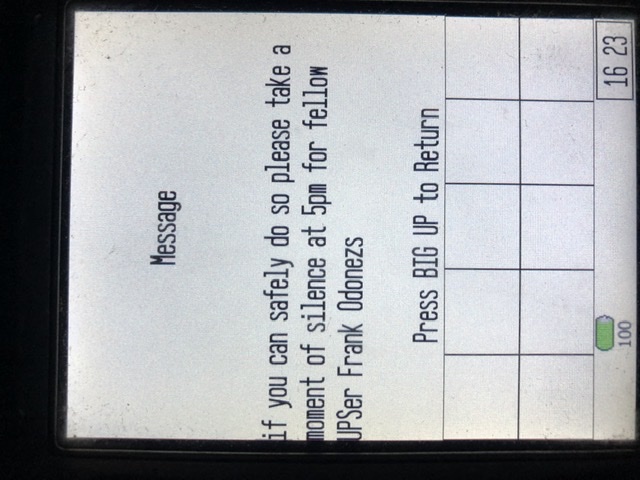 Message
if you can safely do so please take a
moment of silence at 5pm for fellow
UPSer Frank Odonezs
Press BIG UP to Return
100
16 23